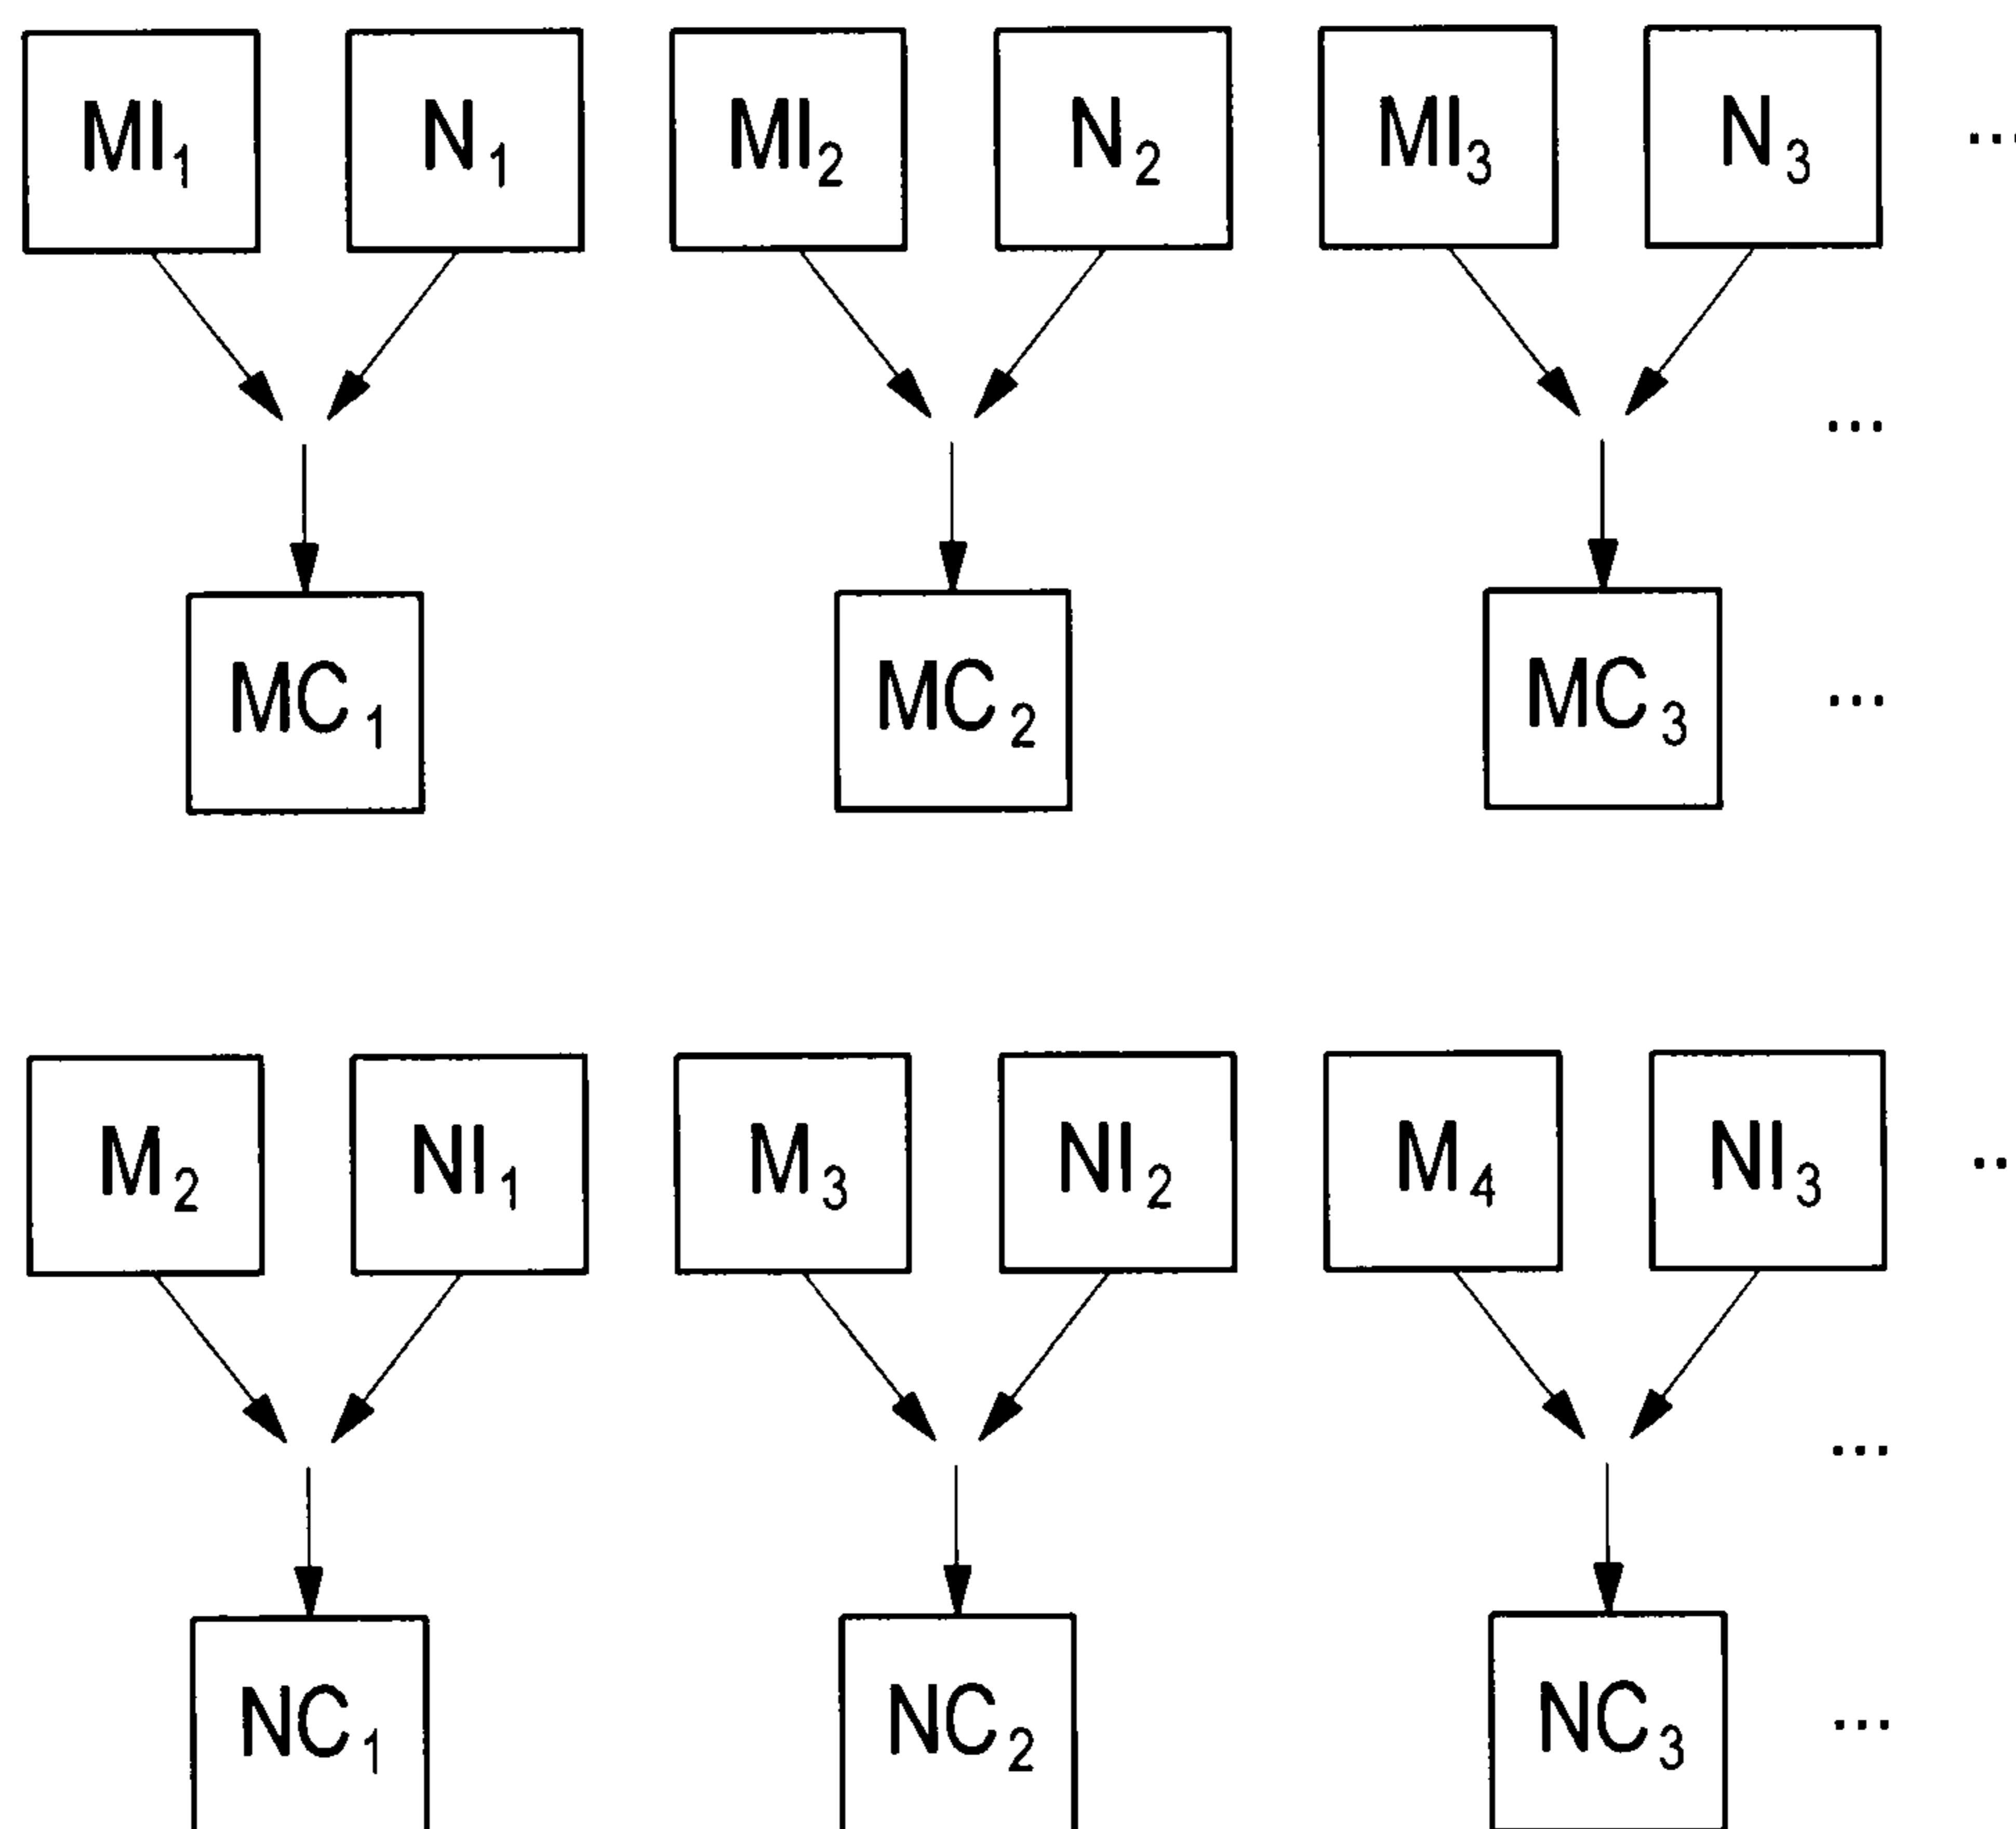 MI1 N1 MI2 N2 MI3 N3 ...
...
MC1 MC2 MC3 ...
M2 NI1 M3 NI2 M4 NI3 ..
...
NC1 NC2 NC3 ...